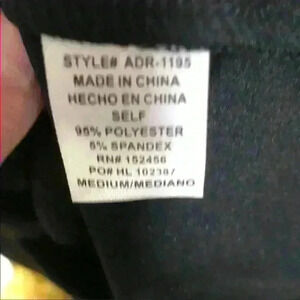 STYLE# ADR-1195
MADE IN CHINA
HECHO EN CHINA
SELF
95% POLYESTER
5% SPANDEX
RN# 152456
PO# HL 10238/
MEDIUM/MEDIANO